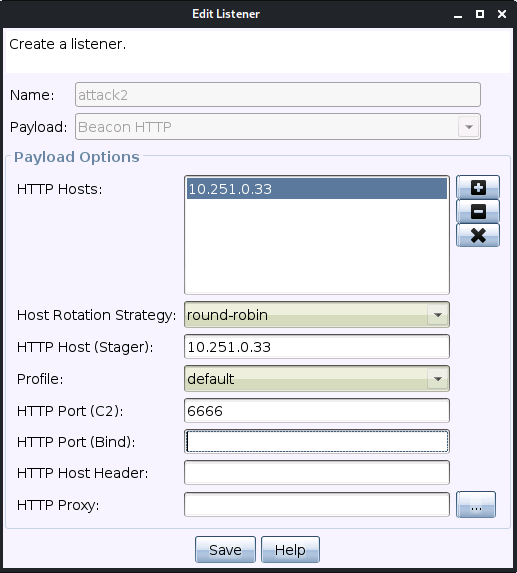 Edit Listener
Create a listener.
Name: attack2
Payload: Beacon HTTP
Payload Options
HTTP Hosts: 10.251.0.33
Host Rotation Strategy: round-robin
HTTP Host (Stager): 10.251.0.33
Profile: default
HTTP Port (C2): 6666
HTTP Port (Bind):
HTTP Host Header:
HTTP Proxy: ...
Save Help